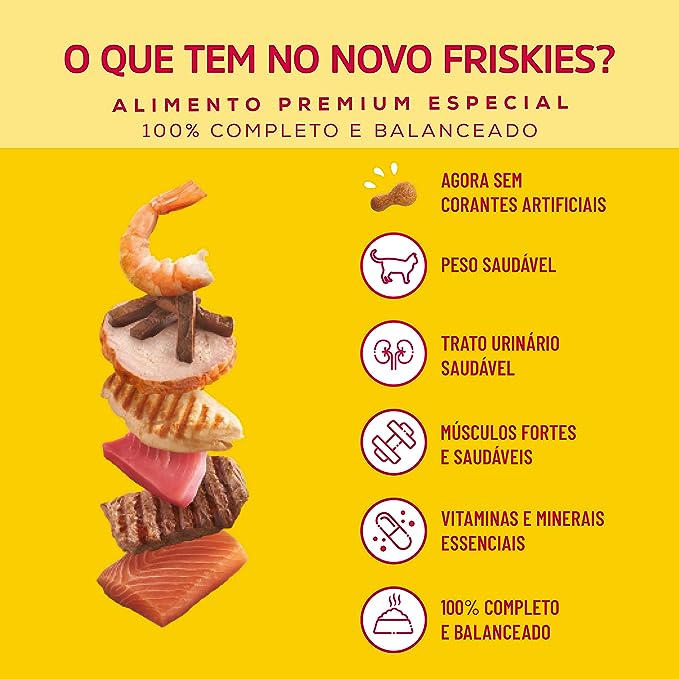 O QUE TEM NO NOVO FRISKIES?
ALIMENTO PREMIUM ESPECIAL
100% COMPLETO E BALANCEADO
AGORA SEM
CORANTES ARTIFICIAIS
PESO SAUDÁVEL
TRATO URINÁRIO
SAUDÁVEL
MÚSCULOS FORTES
E SAUDÁVEIS
VITAMINAS E MINERAIS
ESSENCIAIS
100% COMPLETO
E BALANCEADO